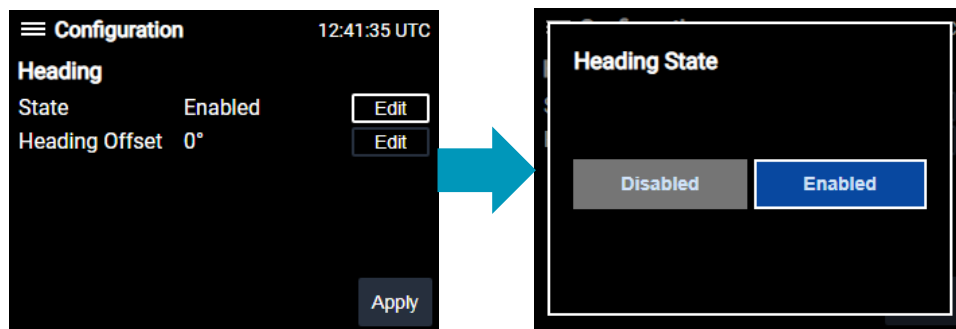 Configuration 12:41:35 UTC
Heading
State Enabled Edit
Heading Offset 0° Edit
Apply
Heading State
Disabled Enabled